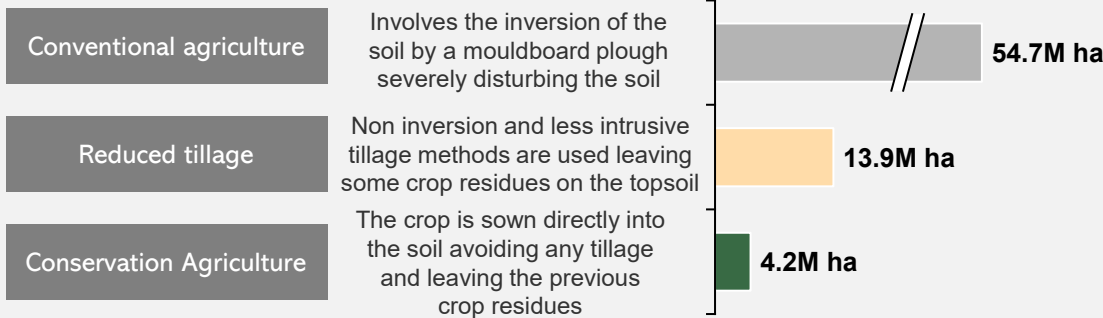 Conventional agriculture
Involves the inversion of the
soil by a mouldboard plough
severely disturbing the soil
54.7M ha
Reduced tillage
Non inversion and less intrusive
tillage methods are used leaving
some crop residues on the topsoil
13.9M ha
Conservation Agriculture
The crop is sown directly into
the soil avoiding any tillage
and leaving the previous
crop residues
4.2M ha